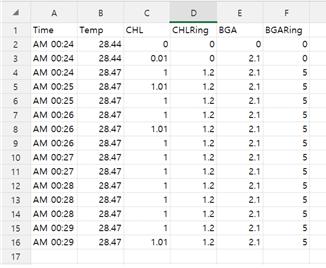 A B C D E F
1 Time Temp CHL CHLRing BGA BGARing
2 AM 00:24 28.44 0 0 0 0
3 AM 00:24 28.44 0.01 0 2.1 0
4 AM 00:24 28.47 1 1.2 2.1 5
5 AM 00:25 28.47 1.01 1.2 2.1 5
6 AM 00:25 28.47 1 1.2 2.1 5
7 AM 00:26 28.47 1 1.2 2.1 5
8 AM 00:26 28.47 1.01 1.2 2.1 5
9 AM 00:26 28.47 1 1.2 2.1 5
10 AM 00:27 28.47 1 1.2 2.1 5
11 AM 00:27 28.47 1 1.2 2.1 5
12 AM 00:28 28.47 1 1.2 2.1 5
13 AM 00:28 28.47 1 1.2 2.1 5
14 AM 00:28 28.47 1 1.2 2.1 5
15 AM 00:29 28.47 1 1.2 2.1 5
16 AM 00:29 28.47 1.01 1.2 2.1 5
17